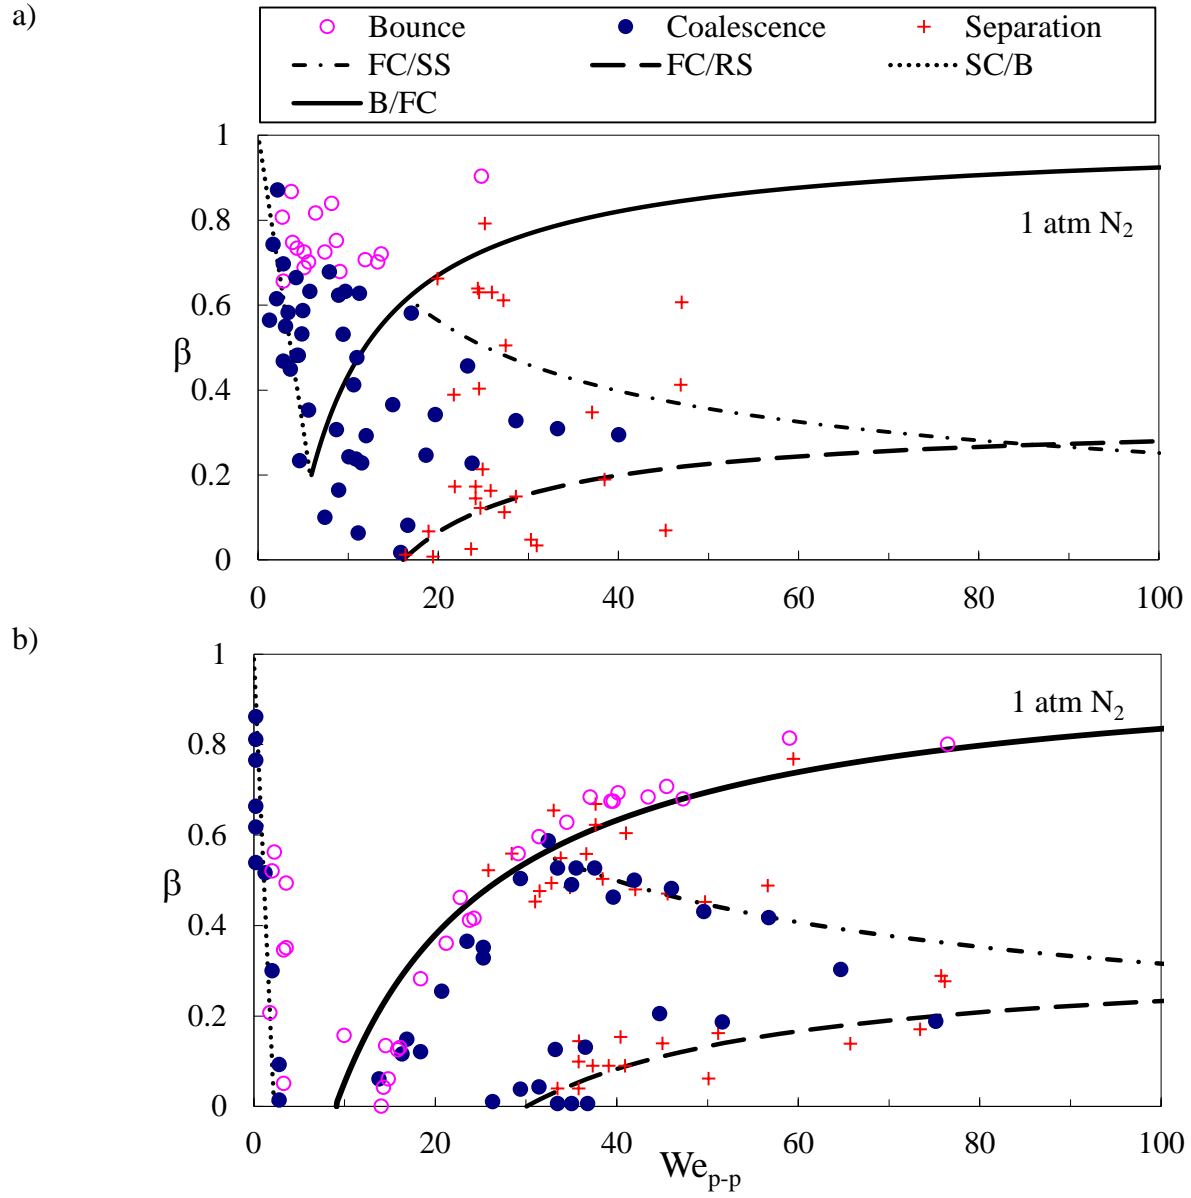 a)
Bounce Coalescence Separation
FC/SS FC/RS SC/B
B/FC
1
0.8
1 atm N₂
0.6
β
0.4
0.2
0
0 20 40 60 80 100
b)
1
1 atm N₂
0.8
0.6
β
0.4
0.2
0
0 20 40 60 80 100
We_p-p